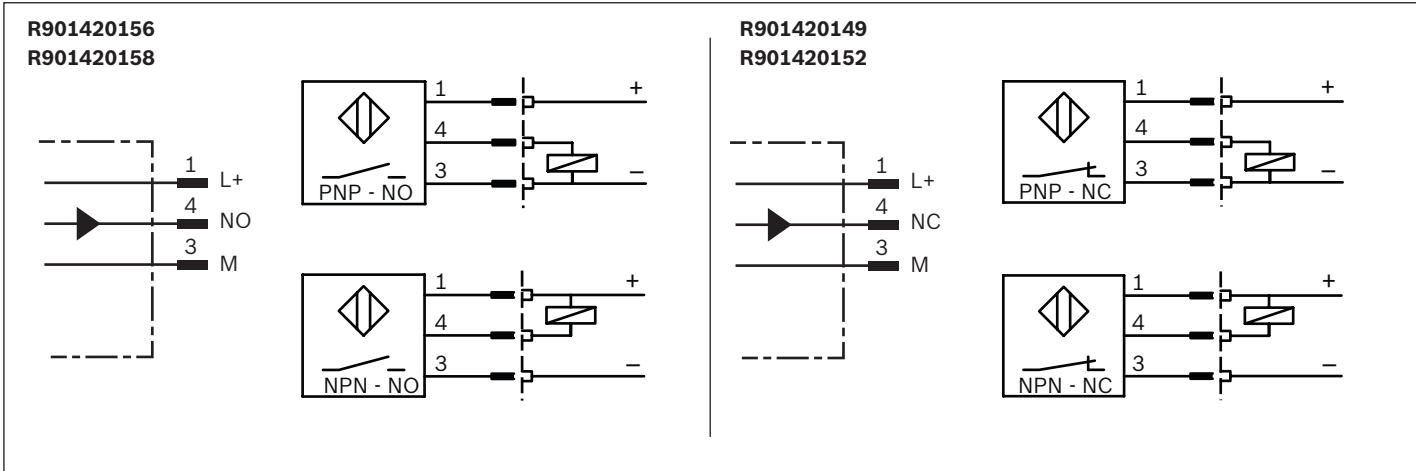 R901420156
R901420158
1 L+
4 NO
3 M
1 +
4
3 –
PNP - NO
1 +
4
3 –
NPN - NO
R901420149
R901420152
1 L+
4 NC
3 M
1 +
4
3 –
PNP - NC
1 +
4
3 –
NPN - NC